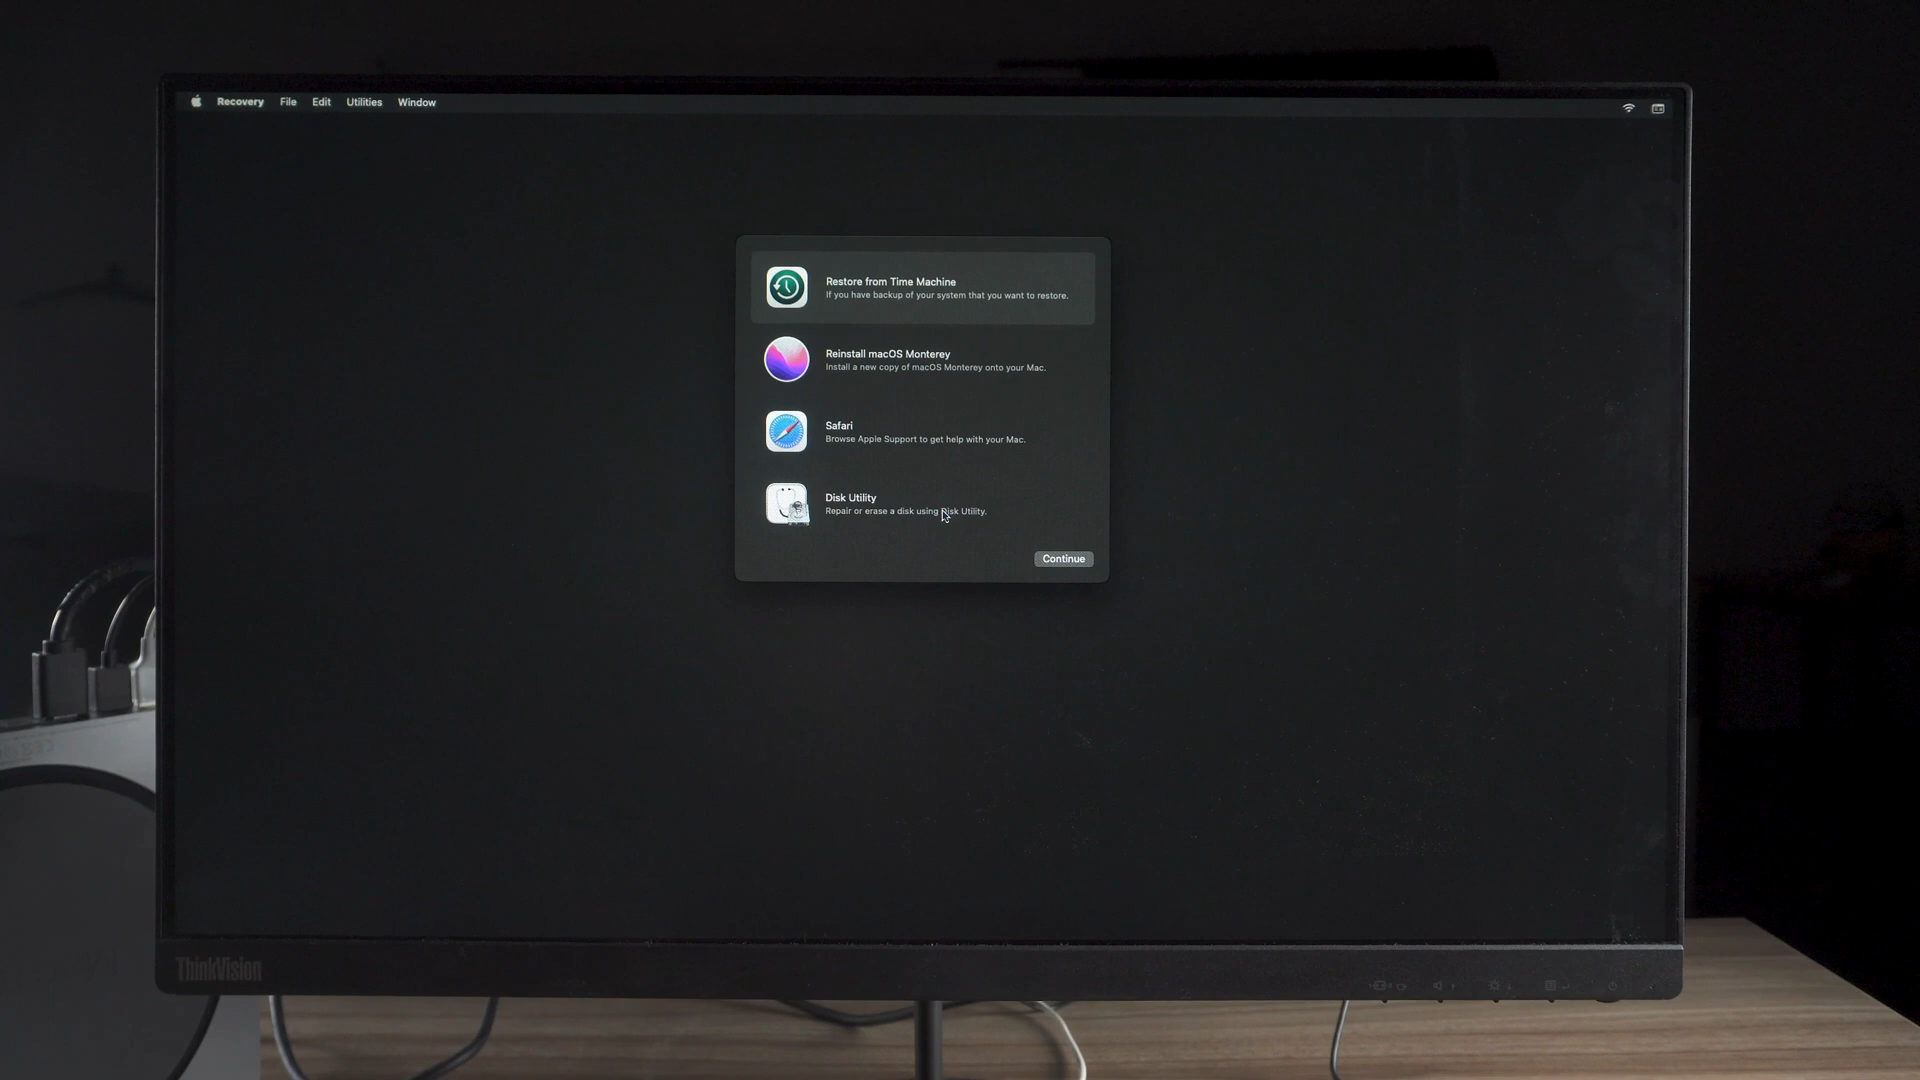 Recovery File Edit Utilities Window
Restore from Time Machine
If you have backup of your system that you want to restore.
Reinstall macOS Monterey
Install a new copy of macOS Monterey onto your Mac.
Safari
Browse Apple Support to get help with your Mac.
Disk Utility
Repair or erase a disk using Disk Utility.
Continue
ThinkVision